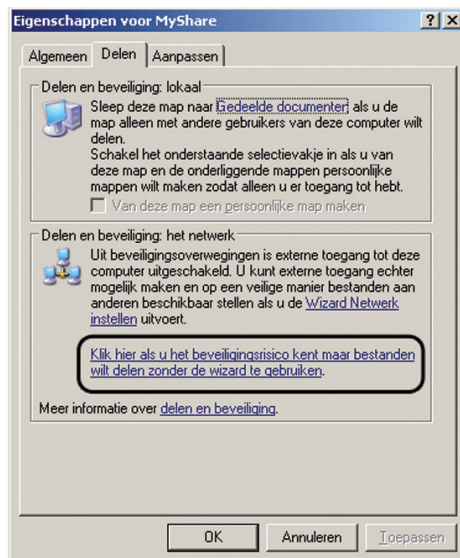 Eigenschappen voor MyShare
Algemeen Delen Aanpassen
Delen en beveiliging: lokaal
Sleep deze map naar Gedeelde documenten als u de
map alleen met andere gebruikers van deze computer wilt
delen.
Schakel het onderstaande selectievakje in als u van
deze map en de onderliggende mappen persoonlijke
mappen wilt maken zodat alleen u er toegang tot hebt.
Van deze map een persoonlijke map maken
Delen en beveiliging: het netwerk
Uit beveiligingsoverwegingen is externe toegang tot deze
computer uitgeschakeld. U kunt externe toegang echter
mogelijk maken en op een veilige manier bestanden aan
anderen beschikbaar stellen als u de Wizard Netwerk
instellen uitvoert.
Klik hier als u het beveiligingsrisico kent maar bestanden
wilt delen zonder de wizard te gebruiken.
Meer informatie over delen en beveiliging.
OK Annuleren Toepassen